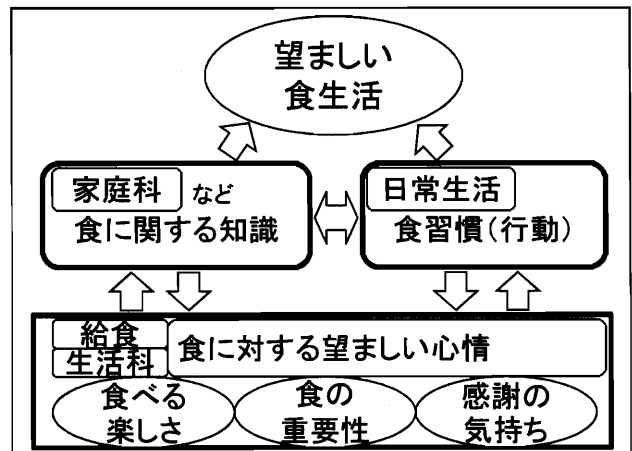 望ましい
食生活
家庭科 など
食に関する知識
日常生活
食習慣(行動)
給食
生活科
食に対する望ましい心情
食べる
楽しさ
食の
重要性
感謝の
気持ち